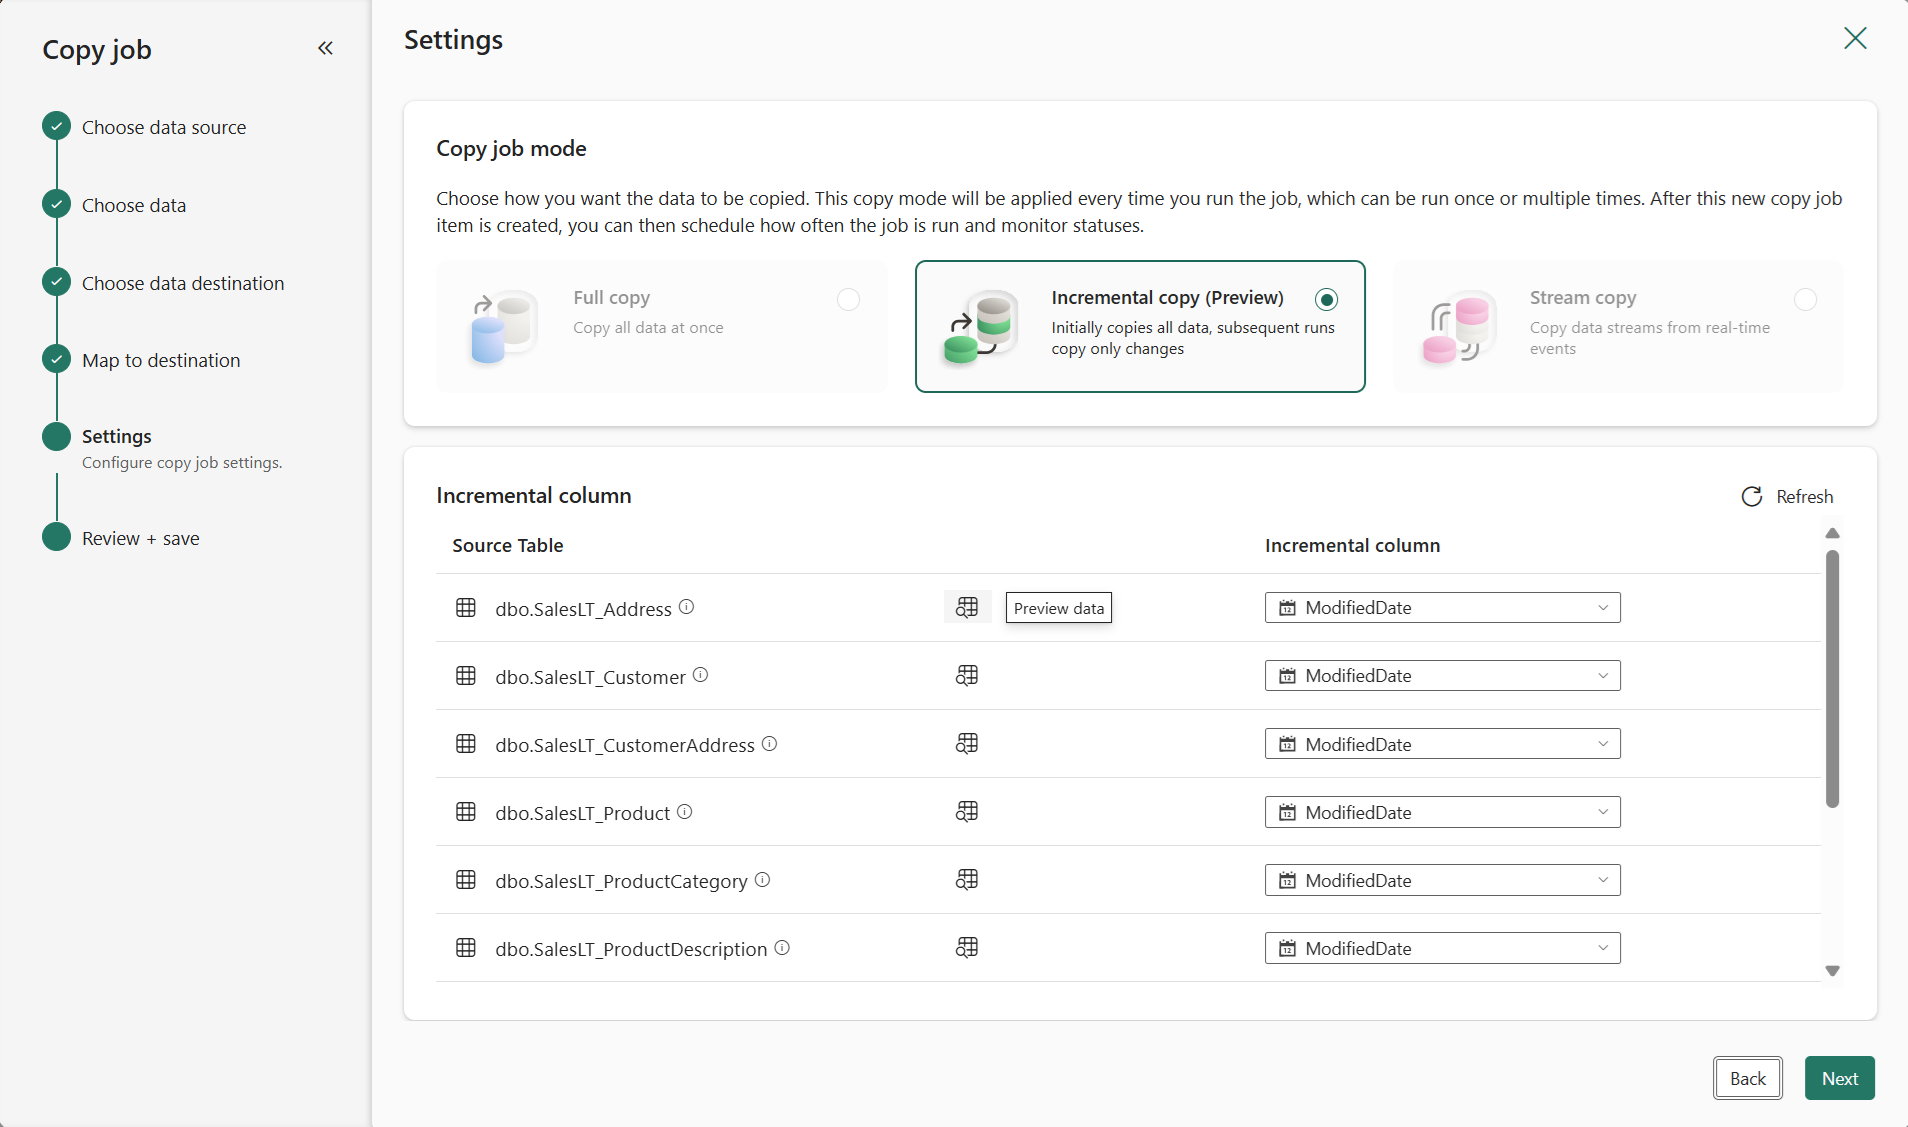 Copy job
Choose data source
Choose data
Choose data destination
Map to destination
Settings
Configure copy job settings.
Review + save
Settings
Copy job mode
Choose how you want the data to be copied. This copy mode will be applied every time you run the job, which can be run once or multiple times. After this new copy job
item is created, you can then schedule how often the job is run and monitor statuses.
Full copy
Copy all data at once
Incremental copy (Preview)
Initially copies all data, subsequent runs
copy only changes
Stream copy
Copy data streams from real-time
events
Incremental column
Refresh
Source Table
Incremental column
dbo.SalesLT_Address
Preview data
12
ModifiedDate
dbo.SalesLT_Customer
12
ModifiedDate
dbo.SalesLT_CustomerAddress
12
ModifiedDate
dbo.SalesLT_Product
12
ModifiedDate
dbo.SalesLT_ProductCategory
12
ModifiedDate
dbo.SalesLT_ProductDescription
12
ModifiedDate
Back
Next